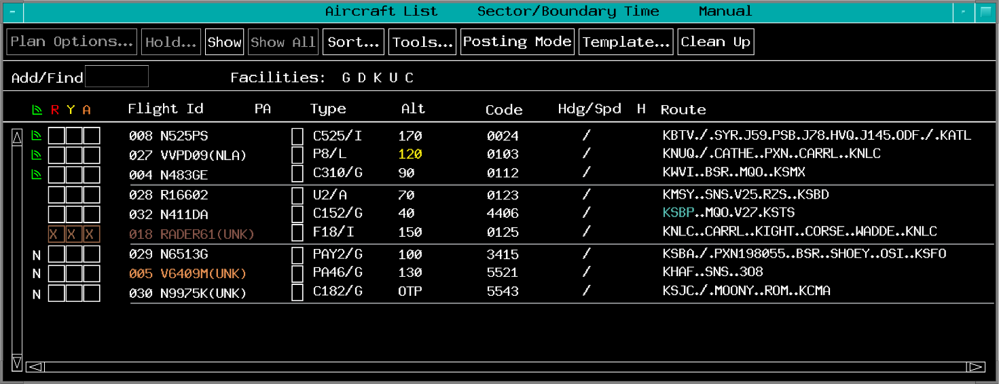 - Aircraft List Sector/Boundary Time Manual
Plan Options... Hold... Show Show All Sort... Tools... Posting Mode Template... Clean Up
Add/Find Facilities: G D K U C
R Y A Flight Id PA Type Alt Code Hdg/Spd H Route
008 N525PS C525/I 170 0024 / KBTV./.SYR.J59.PSB.J78.HVQ.J145.ODF./.KATL
027 VVPD09(NLA) P8/L 120 0103 / KNUQ./.CATHE..PXN..CARRL..KNLC
004 N483GE C310/G 90 0112 / KWVI..BSR..MQO..KSMX
028 R16602 U2/A 70 0123 / KMSY..SNS.V25.RZS..KSBD
032 N411DA C152/G 40 4406 / KSBP..MQO.V27.KSTS
X X X 018 RADER61(UNK) F18/I 150 0125 / KNLC..CARRL..KIGHT..CORSE..WADDE..KNLC
N 029 N6513G PAY2/G 100 3415 / KSBA./.PXN198055..BSR..SHOEY..OSI..KSFO
N 005 V6409M(UNK) PA46/G 130 5521 / KHAF..SNS..3O8
N 030 N9975K(UNK) C182/G OTP 5543 / KSJC./.MOONY..ROM..KCMA